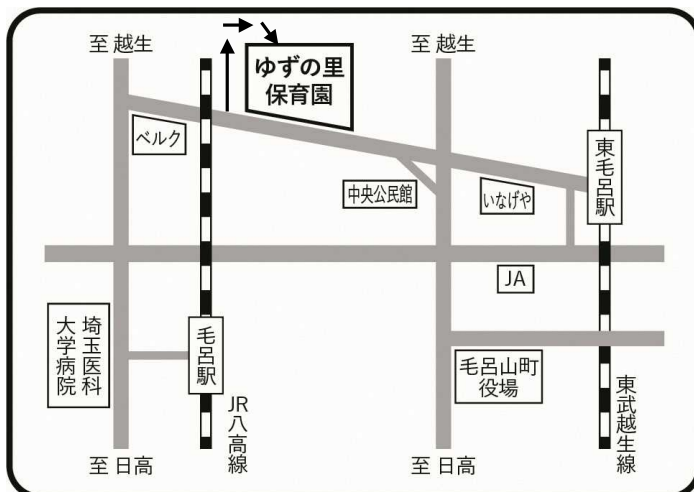 至 越生
ゆずの里
保育園
至 越生
ベルク
東毛呂駅
中央公民館
いなげや
JA
埼玉医科
大学病院
毛呂駅
毛呂山町
役場
JR八高線
東武越生線
至 日高
至 日高